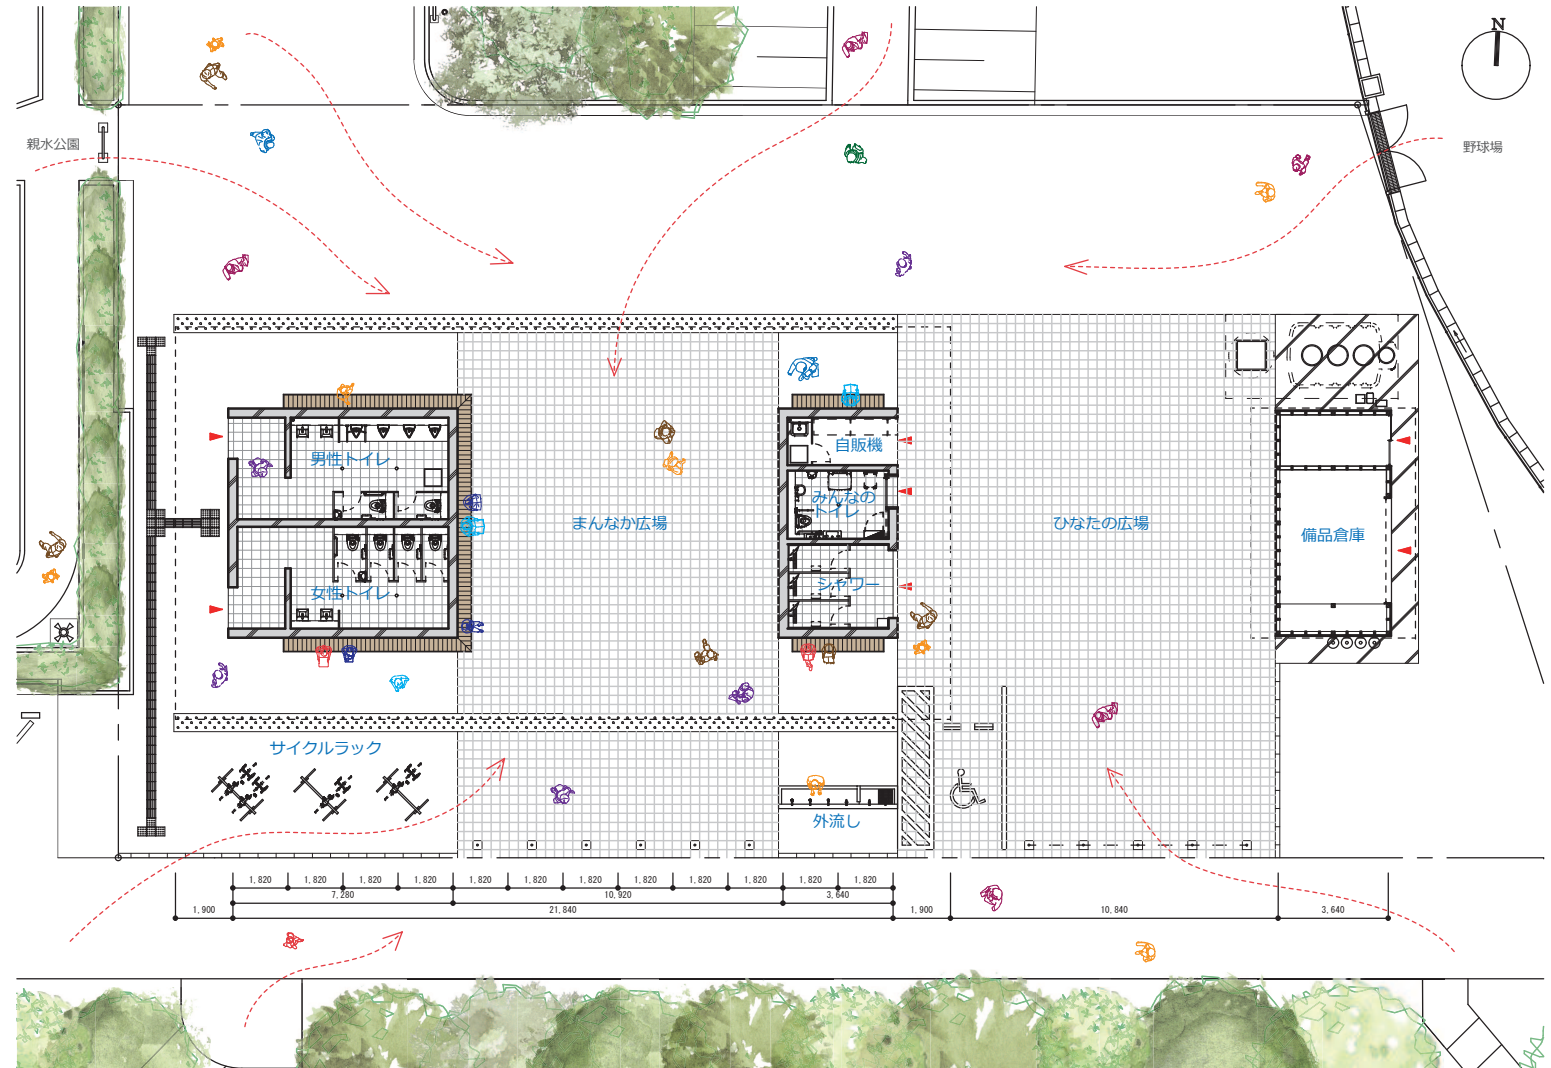 N
親水公園
野球場
男性トイレ
自販機
みんなの
トイレ
まんなか広場
ひなたの広場
備品倉庫
シャワー
女性トイレ
サイクルラック
外流し
1,820 1,820 1,820 1,820 1,820 1,820 1,820 1,820 1,820 1,820 1,820 1,820
7,280 10,920 3,640
1,900 21,840 1,900 10,840 3,640